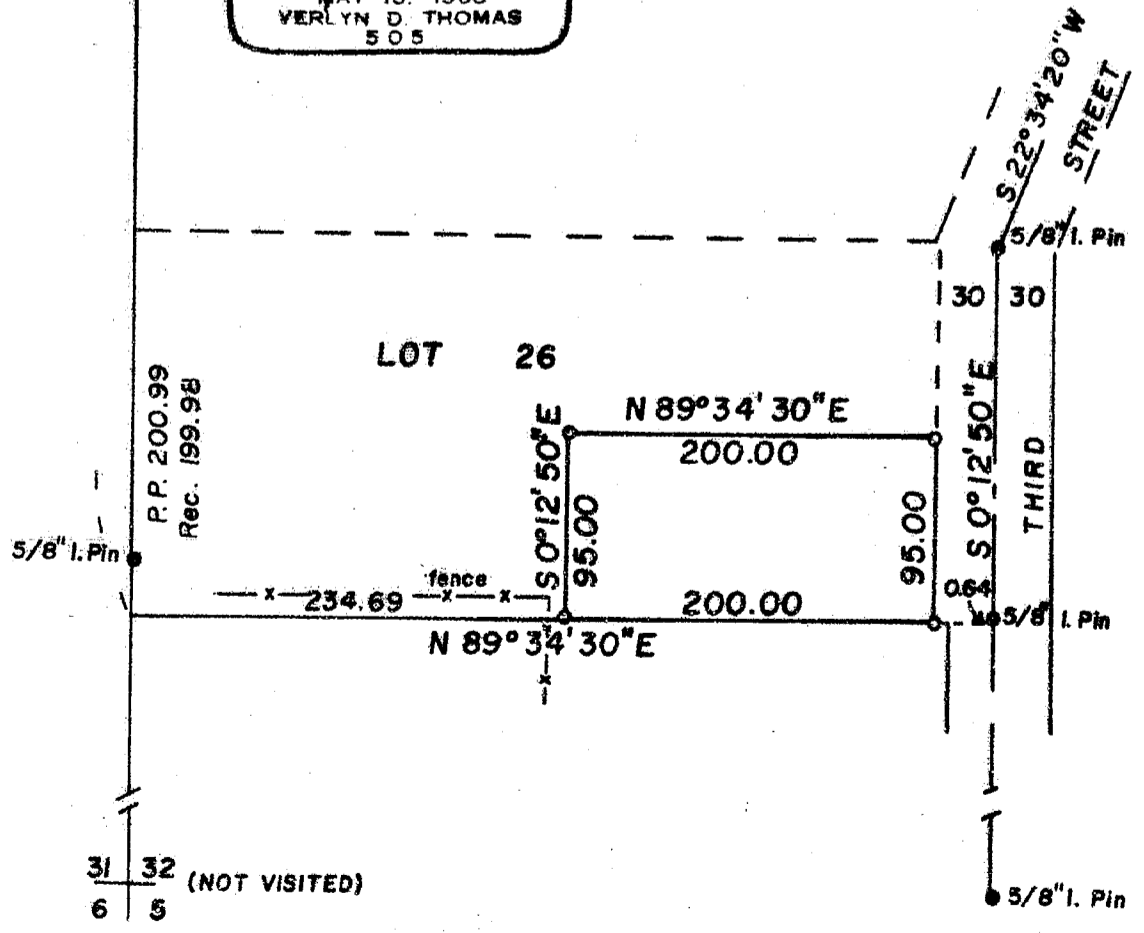 VERLYN D. THOMAS
505
S 22°34'20"W
STREET
5/8" I. Pin
30 30
LOT 26
P.P. 200.99
Rec. 199.98
N 89°34'30"E
200.00
S 0°12'50"E
95.00
95.00
S 0°12'50"E
THIRD
5/8" I. Pin
fence
234.69
200.00
0.64
5/8" I. Pin
N 89°34'30"E
31 32 (NOT VISITED)
6 5
5/8" I. Pin